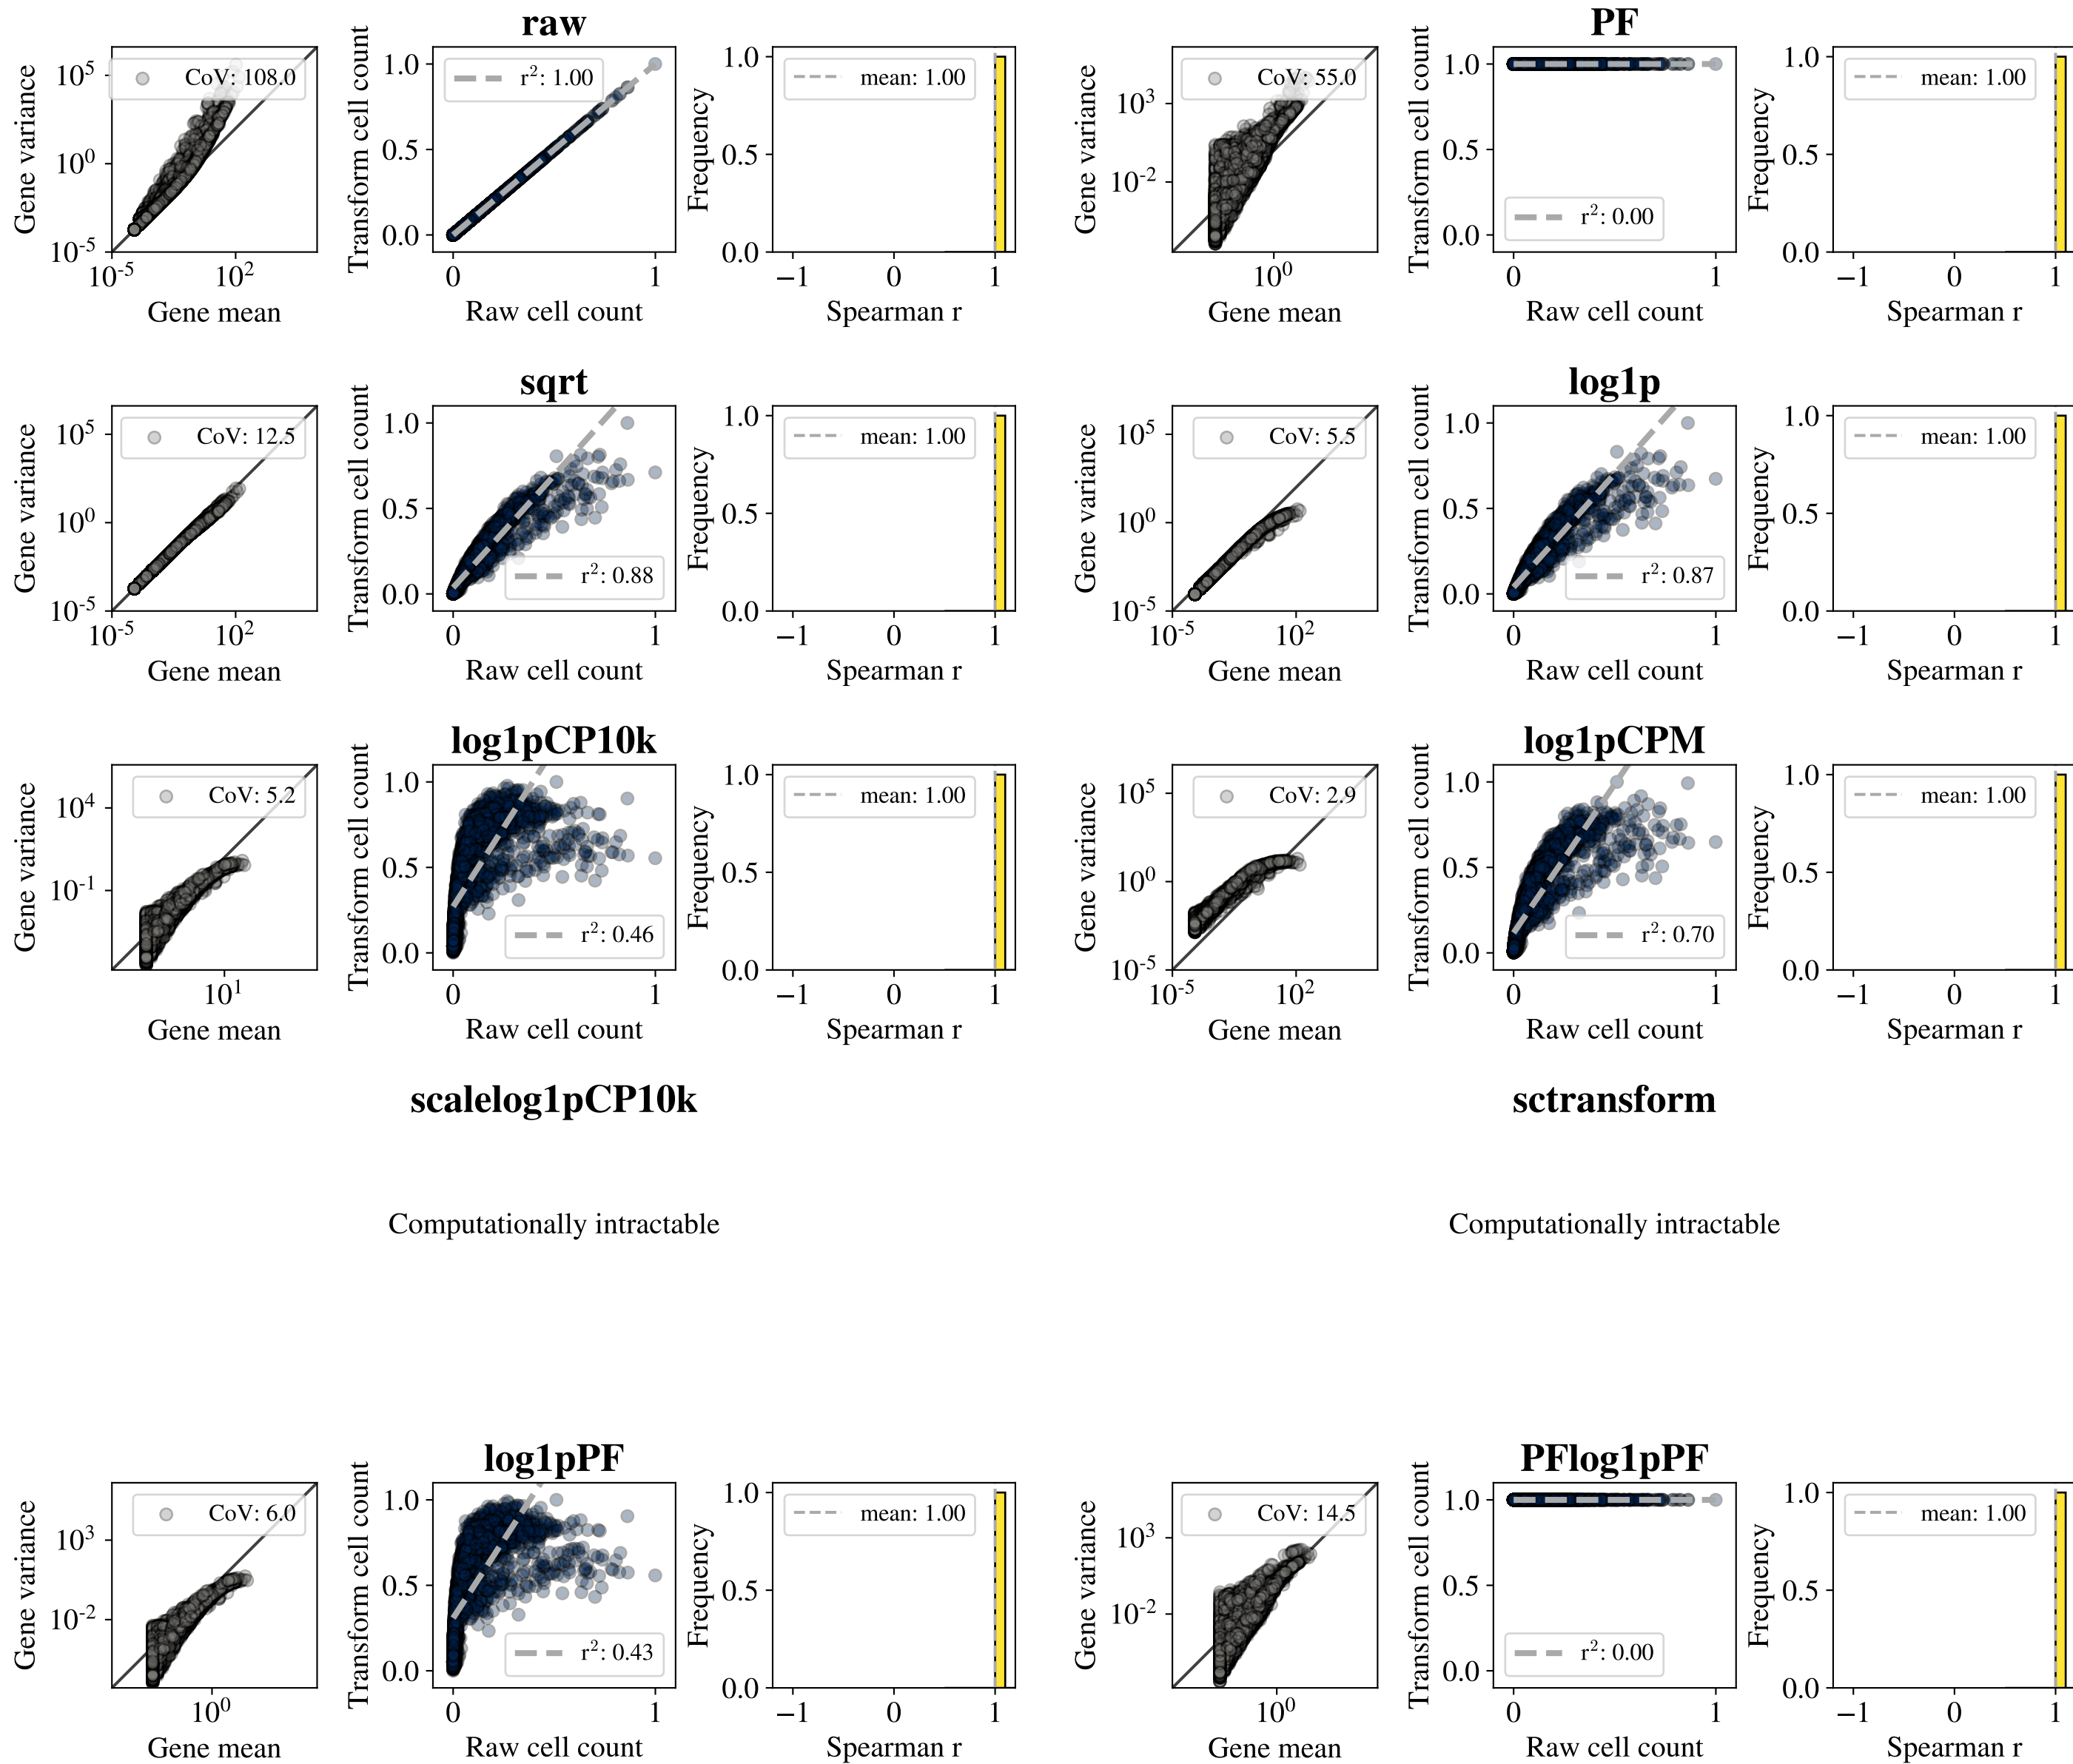 raw
Gene variance
10^5
10^0
10^-5
CoV: 108.0
10^-5
10^2
Gene mean
Transform cell count
1.0
0.5
0.0
r²: 1.00
0
1
Raw cell count
Frequency
1.0
0.5
0.0
mean: 1.00
−1
0
1
Spearman r
PF
Gene variance
10^3
10^-2
CoV: 55.0
10^0
Gene mean
Transform cell count
1.0
0.5
0.0
r²: 0.00
0
1
Raw cell count
Frequency
1.0
0.5
0.0
mean: 1.00
−1
0
1
Spearman r
sqrt
Gene variance
10^5
10^0
10^-5
CoV: 12.5
10^-5
10^2
Gene mean
Transform cell count
1.0
0.5
0.0
r²: 0.88
0
1
Raw cell count
Frequency
1.0
0.5
0.0
mean: 1.00
−1
0
1
Spearman r
log1p
Gene variance
10^5
10^0
10^-5
CoV: 5.5
10^-5
10^2
Gene mean
Transform cell count
1.0
0.5
0.0
r²: 0.87
0
1
Raw cell count
Frequency
1.0
0.5
0.0
mean: 1.00
−1
0
1
Spearman r
log1pCP10k
Gene variance
10^4
10^-1
CoV: 5.2
10^1
Gene mean
Transform cell count
1.0
0.5
0.0
r²: 0.46
0
1
Raw cell count
Frequency
1.0
0.5
0.0
mean: 1.00
−1
0
1
Spearman r
log1pCPM
Gene variance
10^5
10^0
10^-5
CoV: 2.9
10^-5
10^2
Gene mean
Transform cell count
1.0
0.5
0.0
r²: 0.70
0
1
Raw cell count
Frequency
1.0
0.5
0.0
mean: 1.00
−1
0
1
Spearman r
scalelog1pCP10k
Computationally intractable
sctransform
Computationally intractable
log1pPF
Gene variance
10^3
10^-2
CoV: 6.0
10^0
Gene mean
Transform cell count
1.0
0.5
0.0
r²: 0.43
0
1
Raw cell count
Frequency
1.0
0.5
0.0
mean: 1.00
−1
0
1
Spearman r
PFlog1pPF
Gene variance
10^3
10^-2
CoV: 14.5
10^0
Gene mean
Transform cell count
1.0
0.5
0.0
r²: 0.00
0
1
Raw cell count
Frequency
1.0
0.5
0.0
mean: 1.00
−1
0
1
Spearman r